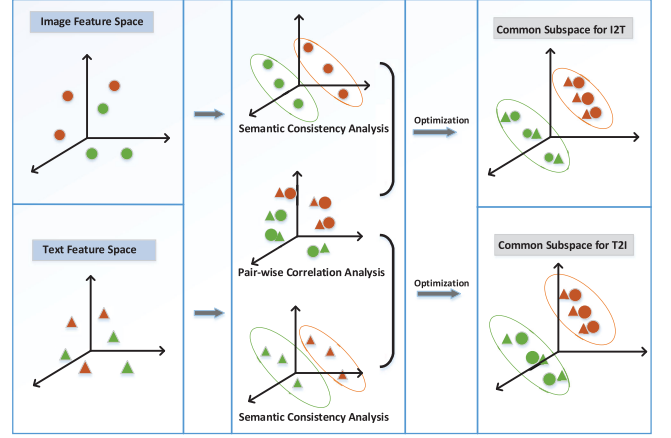 Image Feature Space
Text Feature Space
Semantic Consistency Analysis
Pair-wise Correlation Analysis
Semantic Consistency Analysis
Optimization
Optimization
Common Subspace for I2T
Common Subspace for T2I